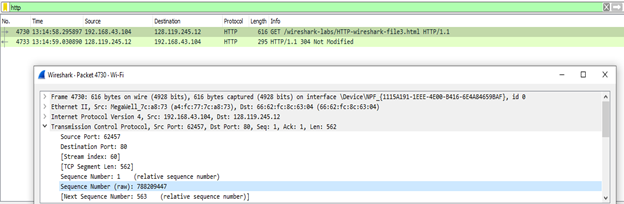 http
No. Time Source Destination Protocol Length Info
4730 13:14:58.295897 192.168.43.104 128.119.245.12 HTTP 616 GET /wireshark-labs/HTTP-wireshark-file3.html HTTP/1.1
4733 13:14:59.030890 128.119.245.12 192.168.43.104 HTTP 295 HTTP/1.1 304 Not Modified
Wireshark - Packet 4730 - Wi-Fi
Frame 4730: 616 bytes on wire (4928 bits), 616 bytes captured (4928 bits) on interface \Device\NPF_{1115A191-1EEE-4E00-B416-6E4A84659BAF}, id 0
Ethernet II, Src: MegaWell_7c:a8:73 (a4:fc:77:7c:a8:73), Dst: 66:62:fc:8c:63:04 (66:62:fc:8c:63:04)
Internet Protocol Version 4, Src: 192.168.43.104, Dst: 128.119.245.12
Transmission Control Protocol, Src Port: 62457, Dst Port: 80, Seq: 1, Ack: 1, Len: 562
Source Port: 62457
Destination Port: 80
[Stream index: 60]
[TCP Segment Len: 562]
Sequence Number: 1 (relative sequence number)
Sequence Number (raw): 788209447
[Next Sequence Number: 563 (relative sequence number)]